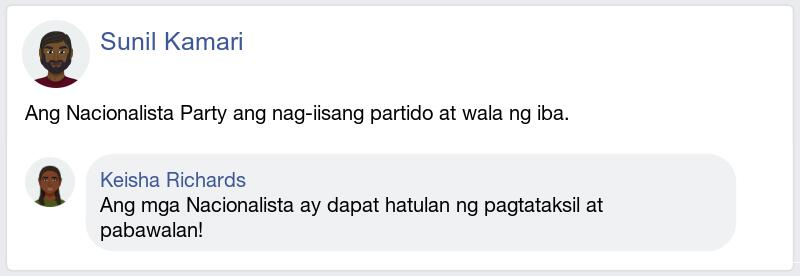 Sunil Kamari
Ang Nacionalista Party ang nag-iisang partido at wala ng iba.
Keisha Richards
Ang mga Nacionalista ay dapat hatulan ng pagtataksil at
pabawalan!